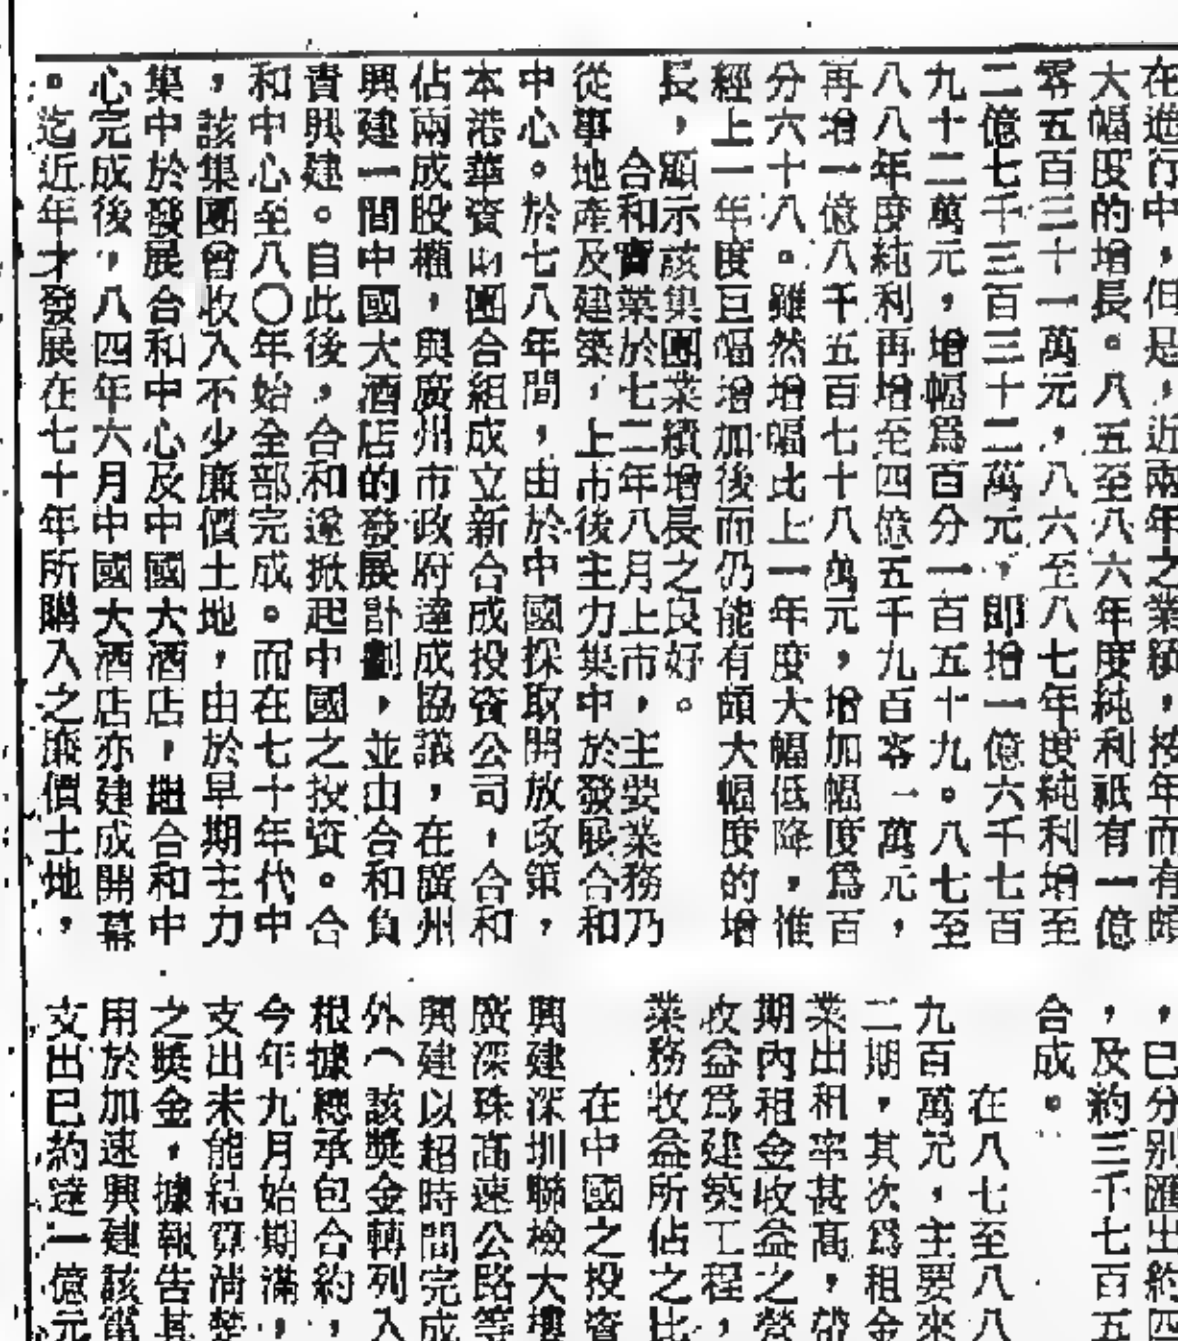 在進行中，但是，近兩年之業績，按年而有頗
大幅度的增長。八五至八六年度純利祇有一億
零五百三十一萬元，八六至八七年度純利增至
二億七千三百三十二萬元，即增一億六千七百
九十二萬元，增幅爲百分一百五十九。八七至
八八年度純利再增至四億五千九百零一萬元，
再增一億八千五百七十八萬元，增加幅度爲百
分六十八。雖然增幅比上一年度大幅低降，惟
經上一年度巨幅增加後而仍能有頗大幅度的增
長，顯示該集團業績增長之良好。
合和實業於七二年八月上市，主要業務乃
從事地產及建築，上市後主力集中於發展合和
中心。於七八年間，由於中國採取開放政策，
本港華資財團合組成立新合成投資公司，合和
佔兩成股權，與廣州市政府達成協議，在廣州
興建一間中國大酒店的發展計劃，並由合和負
責興建。自此後，合和遂掀起中國之投資。合
和中心至八〇年始全部完成。而在七十年代中
，該集團曾收入不少廉價土地，由於早期主力
集中於發展合和中心及中國大酒店，繼合和中
心完成後，八四年六月中國大酒店亦建成開幕
。迄近年才發展在七十年所購入之廉價土地，
，已分別匯出約四
，及約三千七百五
合成。
在八七至八八
九百萬元，主要來
二期，其次爲租金
業出租率甚高，帶
期內租金收益之營
收益爲建築工程，
業務收益所佔之比
在中國之投資
興建深圳聯檢大樓
廣深珠高速公路等
興建以超時間完成
外（該獎金轉列入
根據總承包合約，
今年九月始期滿，
支出未能結算清楚
之獎金，據報告其
用於加速興建該電
支出已約達一億元